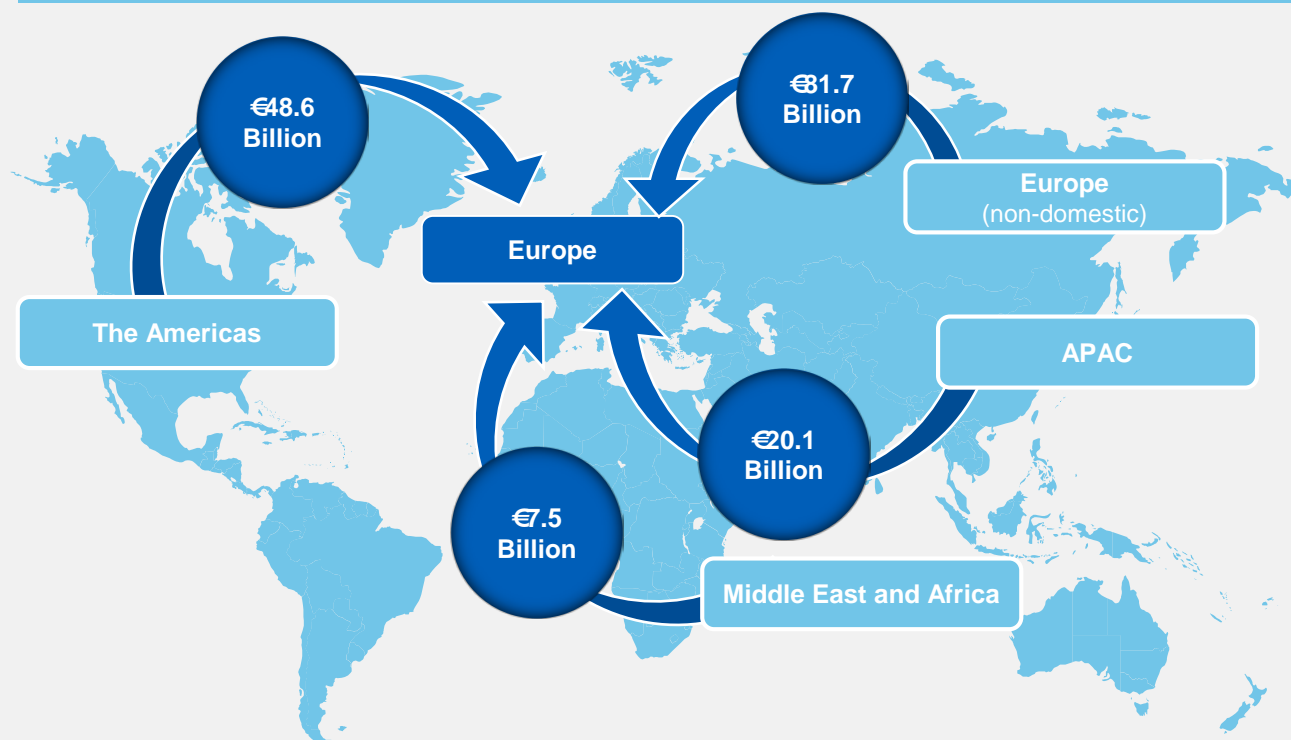 €48.6
Billion
€81.7
Billion
Europe
(non-domestic)
Europe
The Americas
APAC
€20.1
Billion
€7.5
Billion
Middle East and Africa